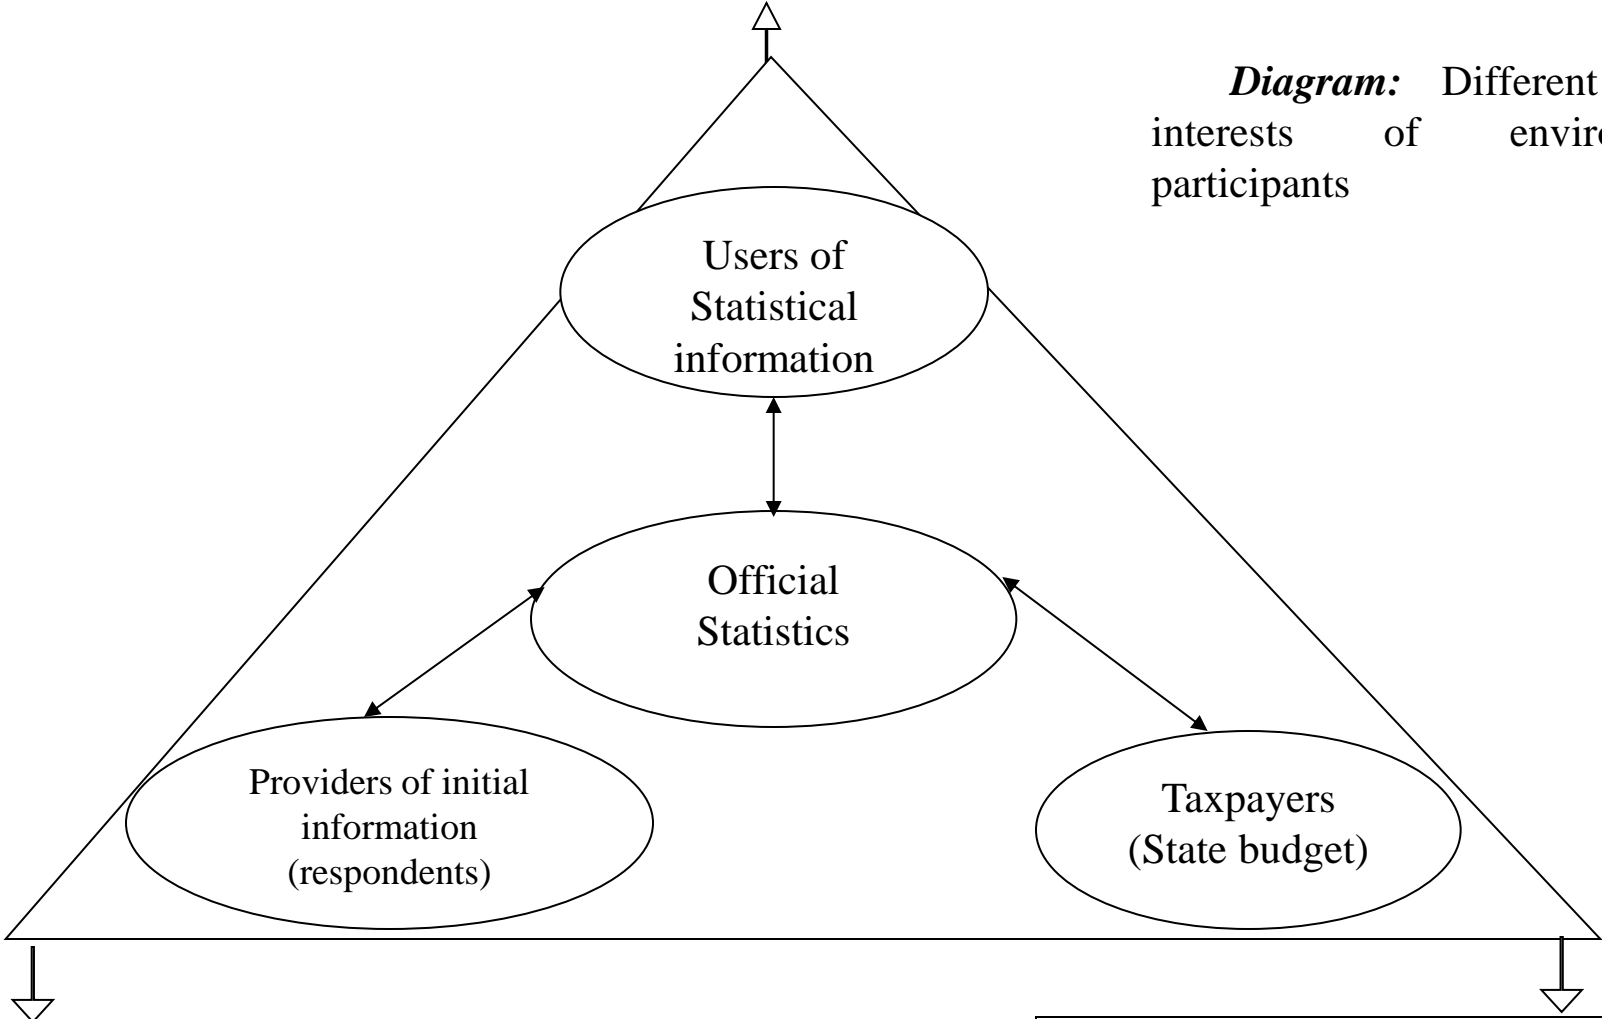 Diagram: Different
interests of enviro
participants
Users of
Statistical
information
Official
Statistics
Providers of initial
information
(respondents)
Taxpayers
(State budget)